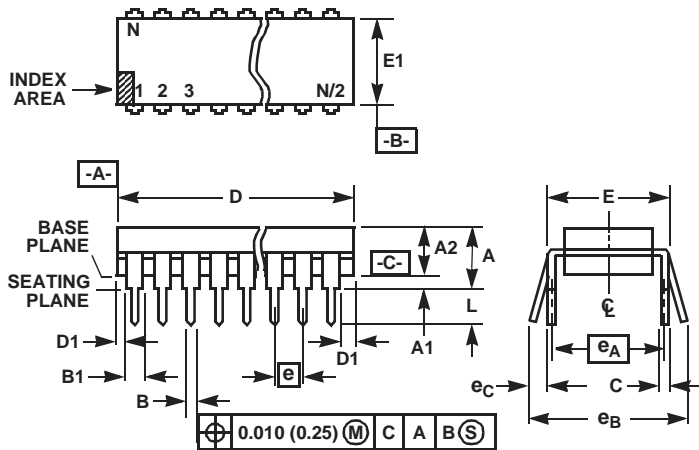 N
E1
INDEX
AREA
1 2 3 N/2
-B-
-A-
D
E
BASE
PLANE
A2
A
-C-
SEATING
PLANE
L
℄
D1
A1
D1
eA
B1
e
eC
C
B
eB
0.010 (0.25) Ⓜ C A B Ⓢ